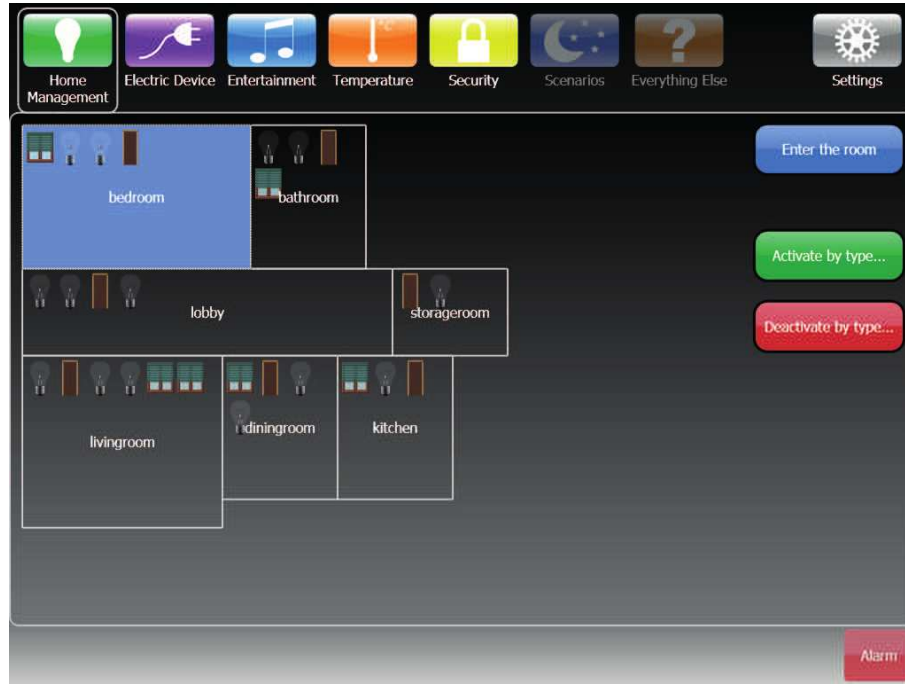 °C
?
Home
Management
Electric Device
Entertainment
Temperature
Security
Scenarios
Everything Else
Settings
bedroom
bathroom
Enter the room
Activate by type...
lobby
storageroom
Deactivate by type...
livingroom
diningroom
kitchen
Alarm